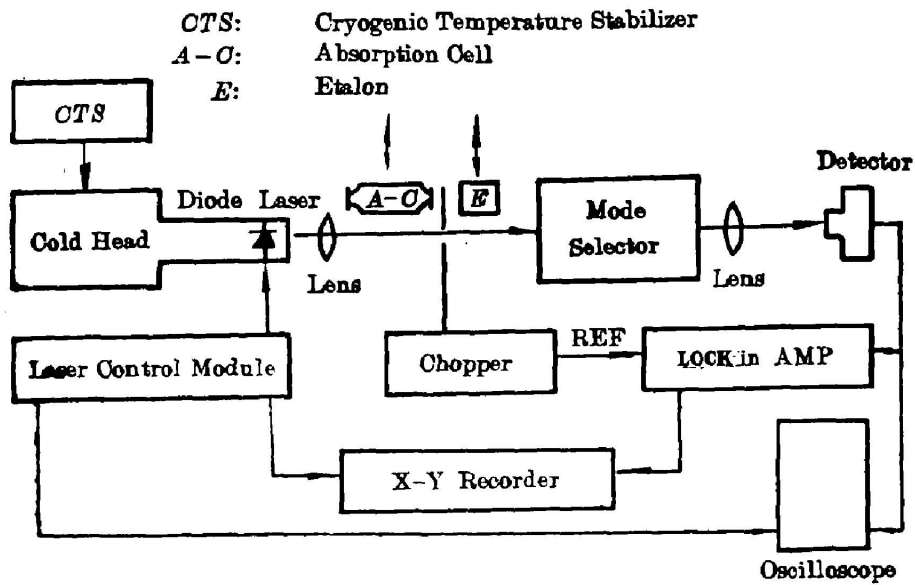 CTS: Cryogenic Temperature Stabilizer
A-C: Absorption Cell
E: Etalon
CTS
Detector
Diode Laser
A-C
E
Mode
Selector
Cold Head
Lens
Lens
REF
Laser Control Module
Chopper
LOCK-in AMP
X-Y Recorder
Oscilloscope